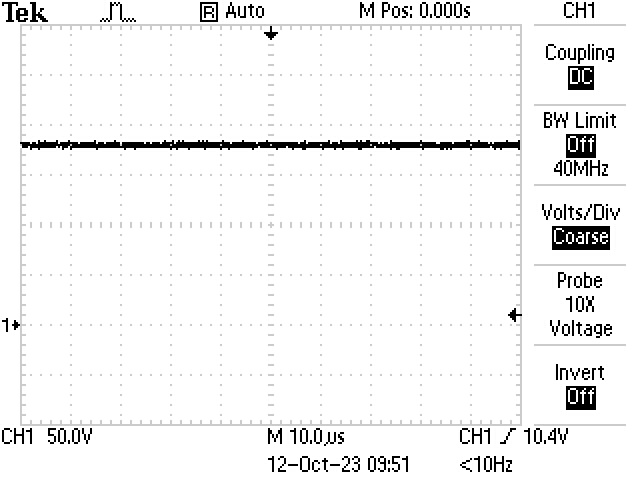 Tek R Auto M Pos: 0.000s CH1
Coupling
DC
BW Limit
Off
40MHz
Volts/Div
Coarse
Probe
10X
Voltage
1
Invert
Off
CH1 50.0V M 10.0µs CH1 10.4V
12-Oct-23 09:51 <10Hz